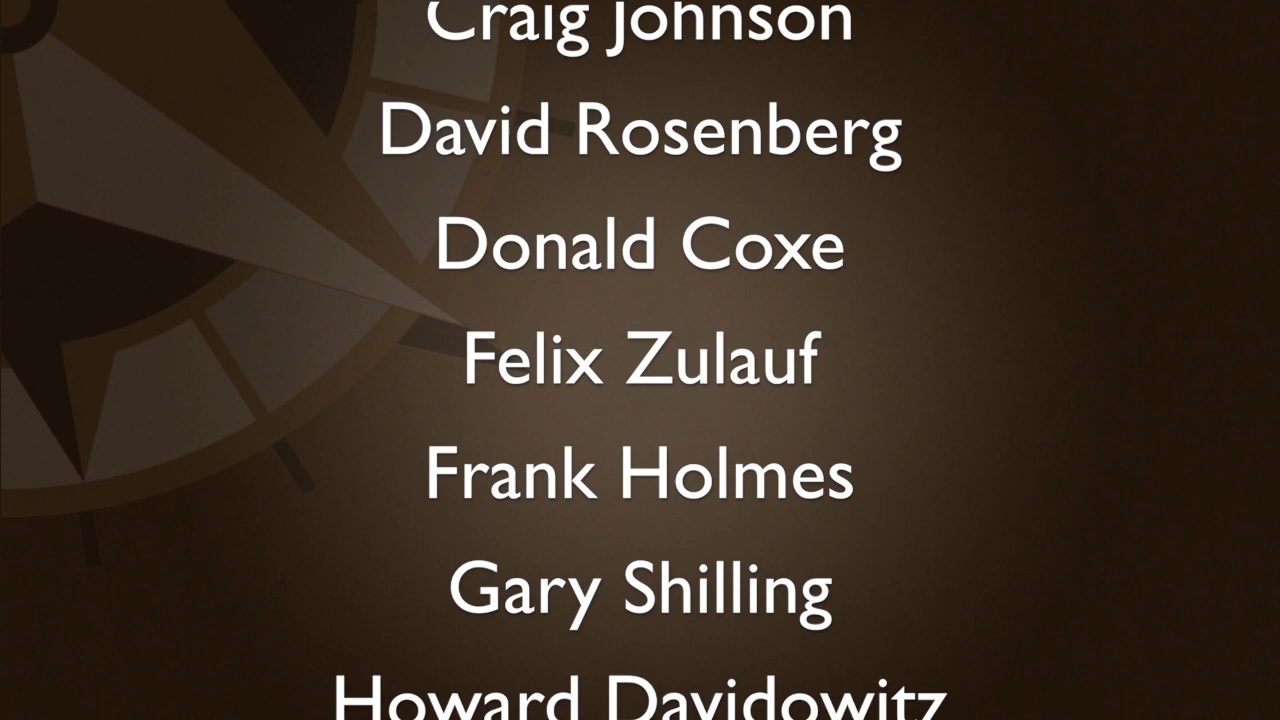 Craig Johnson
David Rosenberg
Donald Coxe
Felix Zulauf
Frank Holmes
Gary Shilling
Howard Davidowitz